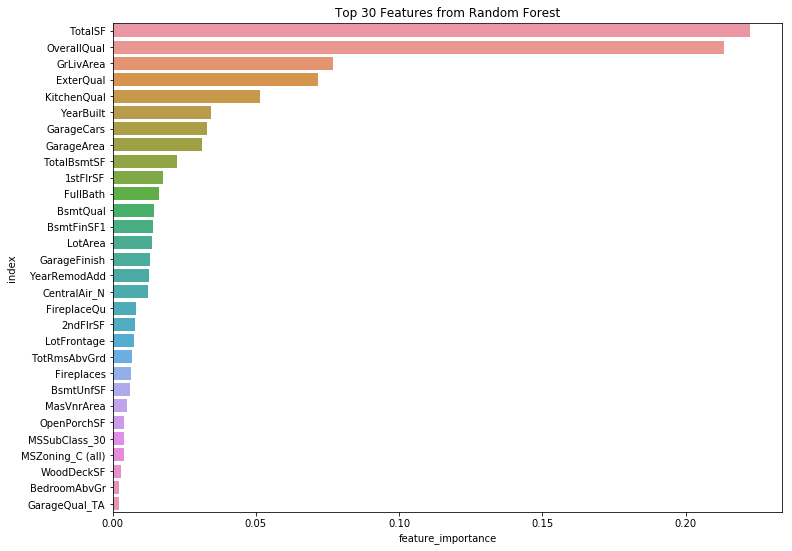 Top 30 Features from Random Forest
TotalSF
OverallQual
GrLivArea
ExterQual
KitchenQual
YearBuilt
GarageCars
GarageArea
TotalBsmtSF
1stFlrSF
FullBath
BsmtQual
BsmtFinSF1
LotArea
GarageFinish
YearRemodAdd
CentralAir_N
FireplaceQu
2ndFlrSF
LotFrontage
TotRmsAbvGrd
Fireplaces
BsmtUnfSF
MasVnrArea
OpenPorchSF
MSSubClass_30
MSZoning_C (all)
WoodDeckSF
BedroomAbvGr
GarageQual_TA
index
0.00 0.05 0.10 0.15 0.20
feature_importance